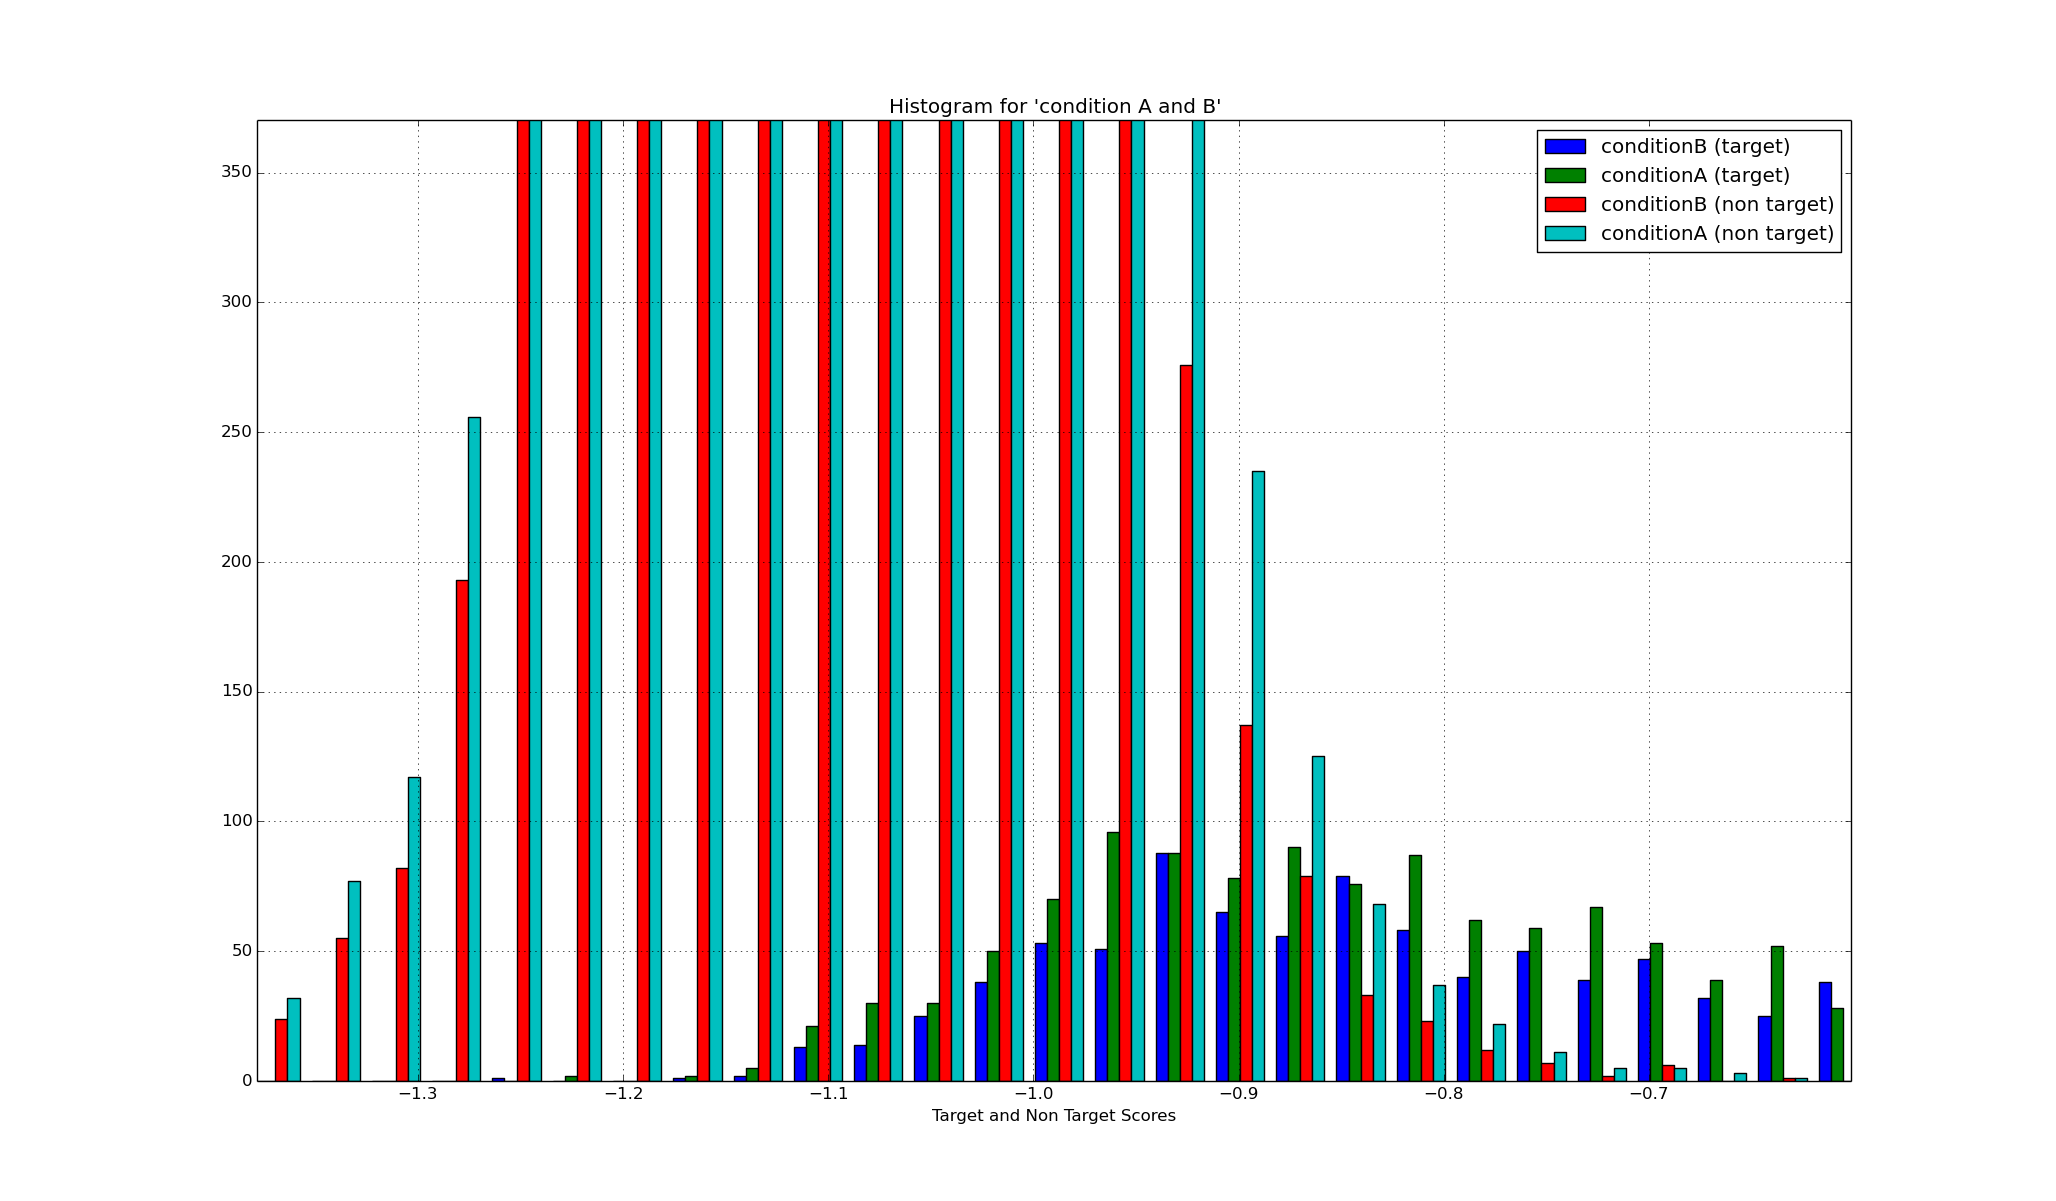 Histogram for 'condition A and B'
conditionB (target)
conditionA (target)
conditionB (non target)
conditionA (non target)
350
300
250
200
150
100
50
0
−1.3 −1.2 −1.1 −1.0 −0.9 −0.8 −0.7
Target and Non Target Scores